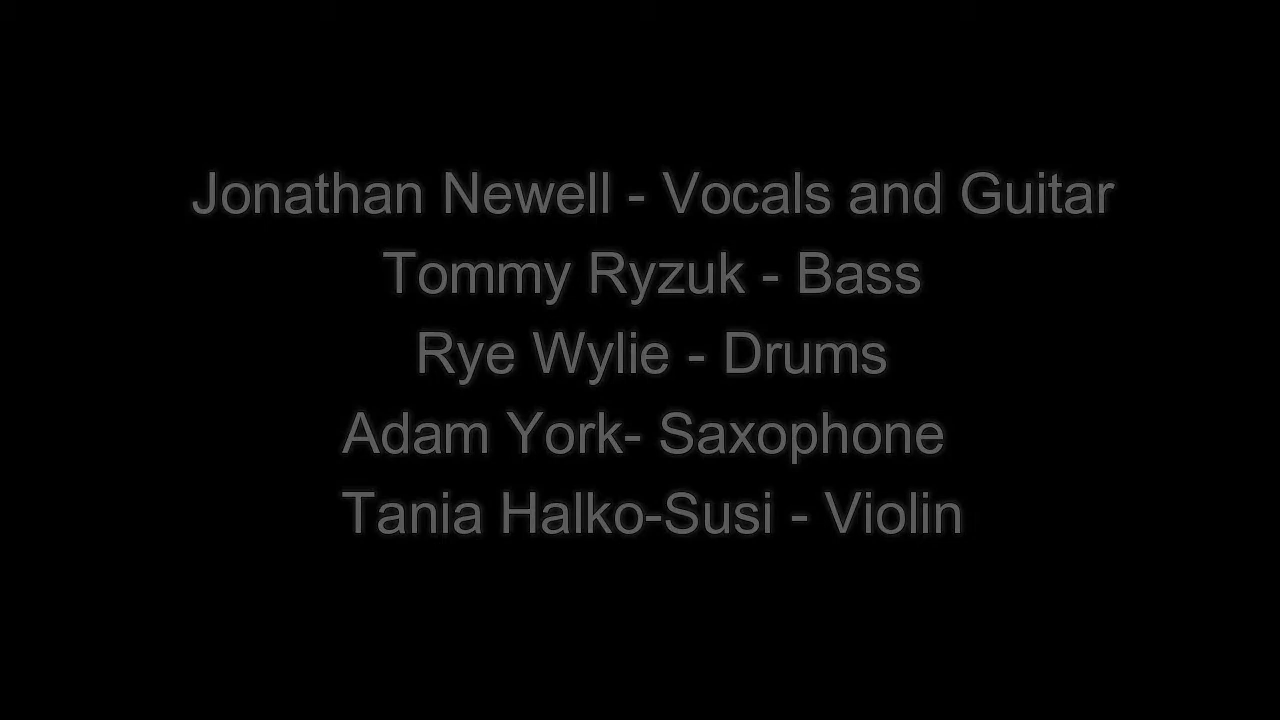 Jonathan Newell - Vocals and Guitar
Tommy Ryzuk - Bass
Rye Wylie - Drums
Adam York- Saxophone
Tania Halko-Susi - Violin